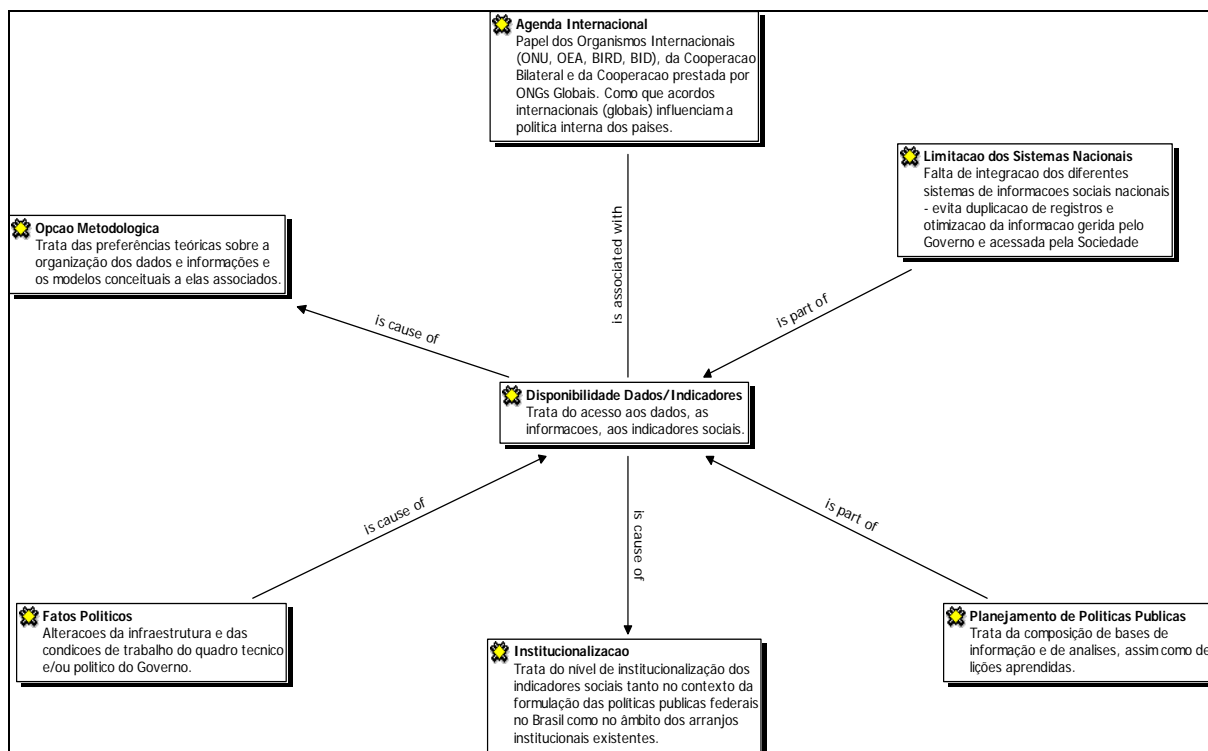 Agenda Internacional
Papel dos Organismos Internacionais
(ONU, OEA, BIRD, BID), da Cooperacao
Bilateral e da Cooperacao prestada por
ONGs Globais. Como que acordos
internacionais (globais) influenciam a
politica interna dos paises.
Limitacao dos Sistemas Nacionais
Falta de integracao dos diferentes
sistemas de informacoes sociais nacionais
- evita duplicacao de registros e
otimizacao da informacao gerida pelo
Governo e acessada pela Sociedade
Opcao Metodologica
Trata das preferências teóricas sobre a
organização dos dados e informações e
os modelos conceituais a elas associados.
is associated with
is cause of
is part of
Disponibilidade Dados/Indicadores
Trata do acesso aos dados, as
informacoes, aos indicadores sociais.
is cause of
is cause of
is part of
Fatos Politicos
Alteracoes da infraestrutura e das
condicoes de trabalho do quadro tecnico
e/ou politico do Governo.
Institucionalizacao
Trata do nível de institucionalização dos
indicadores sociais tanto no contexto da
formulação das políticas publicas federais
no Brasil como no âmbito dos arranjos
institucionais existentes.
Planejamento de Politicas Publicas
Trata da composição de bases de
informação e de analises, assim como de
lições aprendidas.